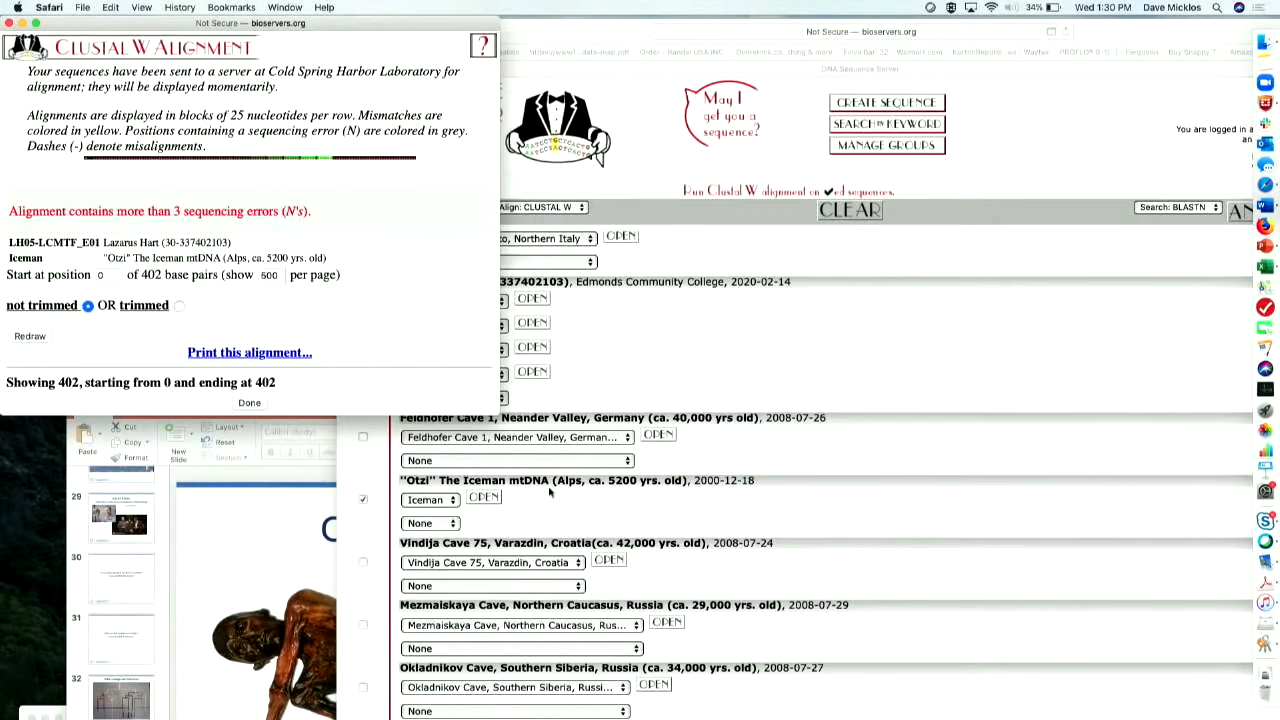 Safari File Edit View History Bookmarks Window Help
34% Wed 1:30 PM Dave Micklos
Not Secure — bioservers.org
CLUSTAL W ALIGNMENT
?
Your sequences have been sent to a server at Cold Spring Harbor Laboratory for
alignment; they will be displayed momentarily.
Alignments are displayed in blocks of 25 nucleotides per row. Mismatches are
colored in yellow. Positions containing a sequencing error (N) are colored in grey.
Dashes (-) denote misalignments.
Alignment contains more than 3 sequencing errors (N's).
LH05-LCMTF_E01 Lazarus Hart (30-337402103)
Iceman "Otzi" The Iceman mtDNA (Alps, ca. 5200 yrs. old)
Start at position 0 of 402 base pairs (show 500 per page)
not trimmed OR trimmed
Redraw
Print this alignment...
Showing 402, starting from 0 and ending at 402
Done
Not Secure — bioservers.org
DNA Sequence Server
May I
get you a
sequence?
CREATE SEQUENCE
SEARCH BY KEYWORD
MANAGE GROUPS
You are logged in a
an
Run Clustal W alignment on ✔ed sequences.
Align: CLUSTAL W
CLEAR
Search: BLASTN
AN
to, Northern Italy OPEN
337402103), Edmonds Community College, 2020-02-14
OPEN
OPEN
OPEN
OPEN
Feldhofer Cave 1, Neander Valley, Germany (ca. 40,000 yrs old), 2008-07-26
Feldhofer Cave 1, Neander Valley, German... OPEN
None
"Otzi" The Iceman mtDNA (Alps, ca. 5200 yrs. old), 2000-12-18
Iceman OPEN
None
Vindija Cave 75, Varazdin, Croatia(ca. 42,000 yrs. old), 2008-07-24
Vindija Cave 75, Varazdin, Croatia OPEN
None
Mezmaiskaya Cave, Northern Caucasus, Russia (ca. 29,000 yrs. old), 2008-07-29
Mezmaiskaya Cave, Northern Caucasus, Rus... OPEN
None
Okladnikov Cave, Southern Siberia, Russia (ca. 34,000 yrs. old), 2008-07-27
Okladnikov Cave, Southern Siberia, Russi... OPEN
None
Paste
Cut
Copy
Format
New
Slide
Layout
Reset
Section
29
30
31
32